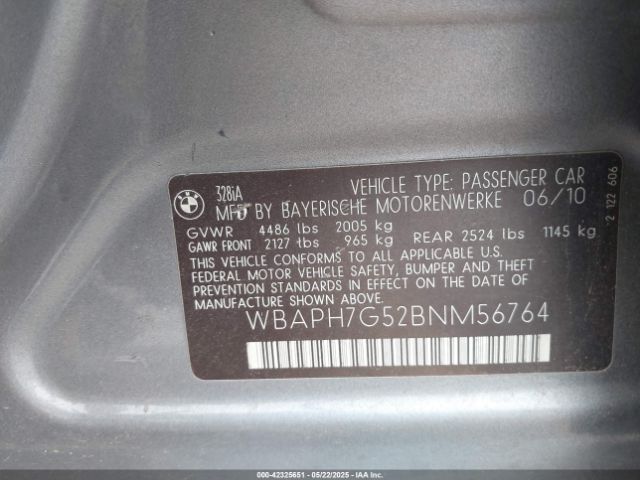 BMW
328iA
VEHICLE TYPE: PASSENGER CAR
MFD BY BAYERISCHE MOTORENWERKE 06/10
GVWR 4486 lbs 2005 kg
GAWR FRONT 2127 lbs 965 kg REAR 2524 lbs 1145 kg
THIS VEHICLE CONFORMS TO ALL APPLICABLE U.S.
FEDERAL MOTOR VEHICLE SAFETY, BUMPER AND THEFT
PREVENTION STANDARDS IN EFFECT ON THE DATE OF
MANUFACTURE SHOWN ABOVE.
WBAPH7G52BNM56764
2 122 606
000-42325651 - 05/22/2025 - IAAI.COM